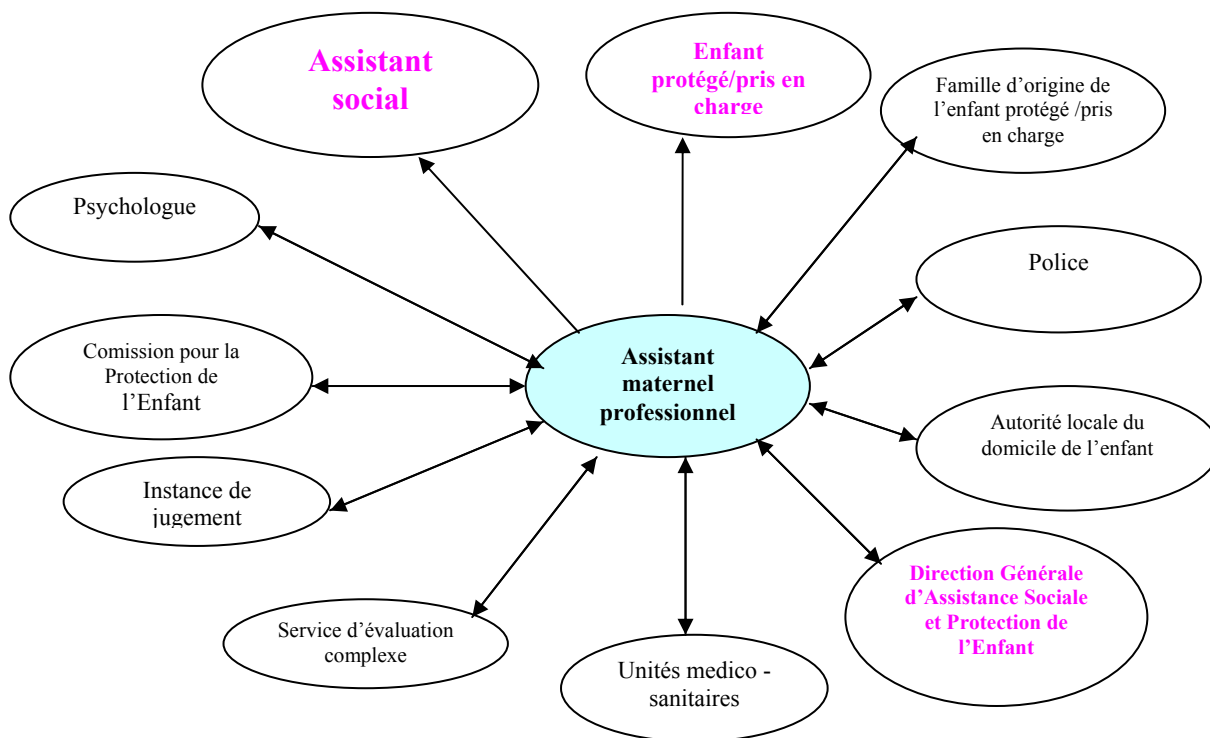 Assistant
social
Enfant
protégé/pris en
charge
Famille d’origine de
l’enfant protégé /pris
en charge
Psychologue
Police
Comission pour la
Protection de
l’Enfant
Assistant
maternel
professionnel
Autorité locale du
domicile de l’enfant
Instance de
jugement
Direction Générale
d’Assistance Sociale
et Protection de
l’Enfant
Service d’évaluation
complexe
Unités medico -
sanitaires